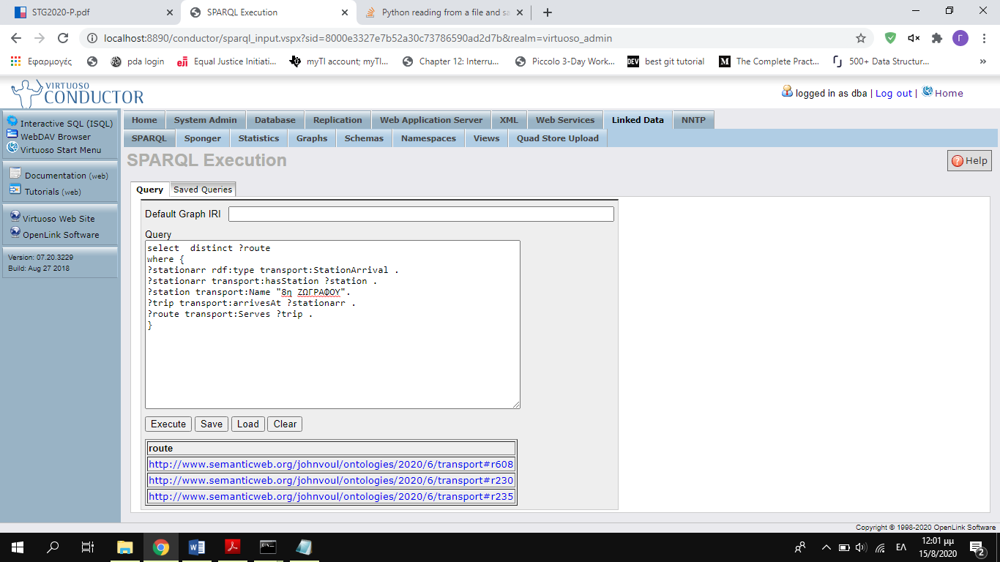 STG2020-P.pdf
SPARQL Execution
Python reading from a file and sa
localhost:8890/conductor/sparql_input.vspx?sid=8000e3327e7b52a30c73786590ad2d7b&realm=virtuoso_admin
Γ
Εφαρμογές
pda login
eji
Equal Justice Initiati...
myTI account; myTI...
Chapter 12: Interru...
Piccolo 3-Day Work...
DEV
best git tutorial
M
The Complete Pract...
500+ Data Structur...
»
VIRTUOSO
CONDUCTOR
logged in as dba | Log out | Home
Interactive SQL (ISQL)
WebDAV Browser
Virtuoso Start Menu
Documentation (web)
Tutorials (web)
Virtuoso Web Site
OpenLink Software
Version: 07.20.3229
Build: Aug 27 2018
Home System Admin Database Replication Web Application Server XML Web Services Linked Data NNTP
SPARQL Sponger Statistics Graphs Schemas Namespaces Views Quad Store Upload
SPARQL Execution
? Help
Query Saved Queries
Default Graph IRI
Query
select  distinct ?route
where {
?stationarr rdf:type transport:StationArrival .
?stationarr transport:hasStation ?station .
?station transport:Name "8η ΖΩΓΡΑΦΟΥ".
?trip transport:arrivesAt ?stationarr .
?route transport:Serves ?trip .
}
Execute Save Load Clear
route
http://www.semanticweb.org/johnvoul/ontologies/2020/6/transport#r608
http://www.semanticweb.org/johnvoul/ontologies/2020/6/transport#r230
http://www.semanticweb.org/johnvoul/ontologies/2020/6/transport#r235
Copyright © 1998-2020 OpenLink Software
ΕΛ
12:01 μμ
15/8/2020
2